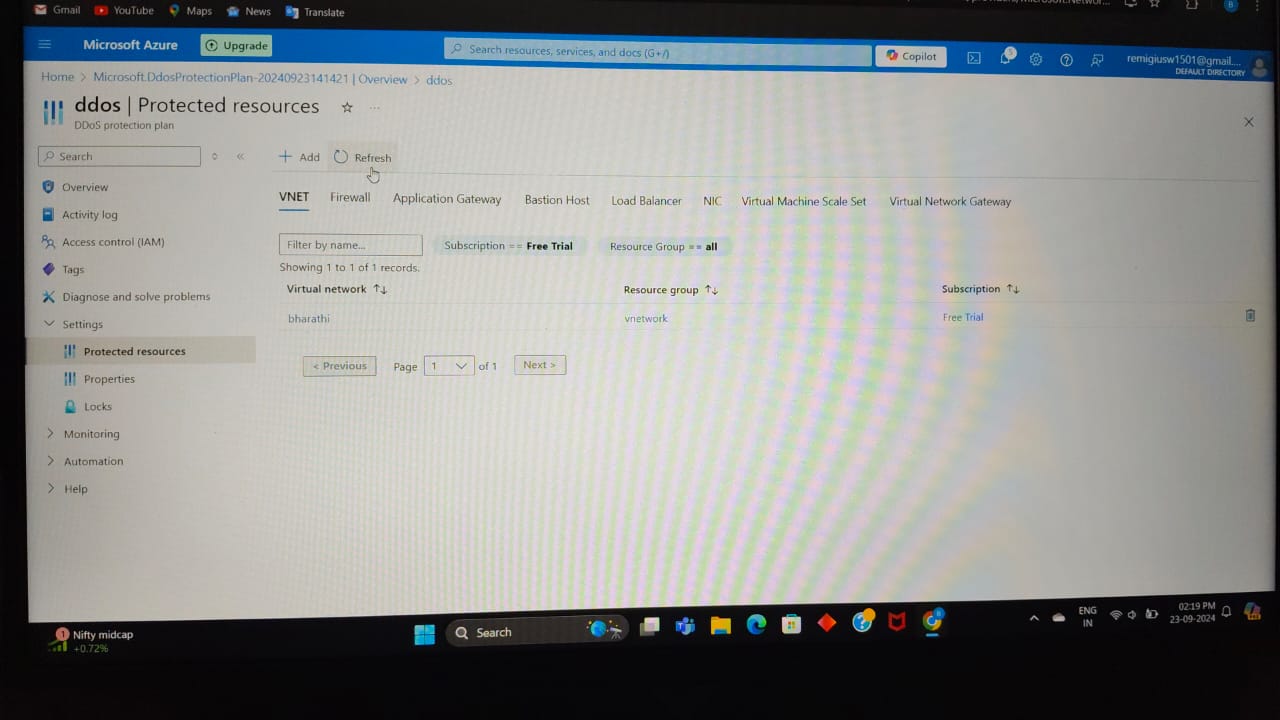 Gmail YouTube Maps News Translate
Microsoft Azure Upgrade Search resources, services, and docs (G+/) Copilot 5 remigiusw1501@gmail....
DEFAULT DIRECTORY
Home > Microsoft.DdosProtectionPlan-20240923141421 | Overview > ddos
ddos | Protected resources ☆ ...
DDoS protection plan
Search
Add Refresh
Overview
Activity log
Access control (IAM)
Tags
Diagnose and solve problems
Settings
Protected resources
Properties
Locks
Monitoring
Automation
Help
VNET Firewall Application Gateway Bastion Host Load Balancer NIC Virtual Machine Scale Set Virtual Network Gateway
Filter by name... Subscription == Free Trial Resource Group == all
Showing 1 to 1 of 1 records.
Virtual network ↑↓ Resource group ↑↓ Subscription ↑↓
bharathi vnetwork Free Trial
< Previous Page 1 of 1 Next >
1 Nifty midcap
+0.72%
Search
ENG
IN
02:19 PM
23-09-2024